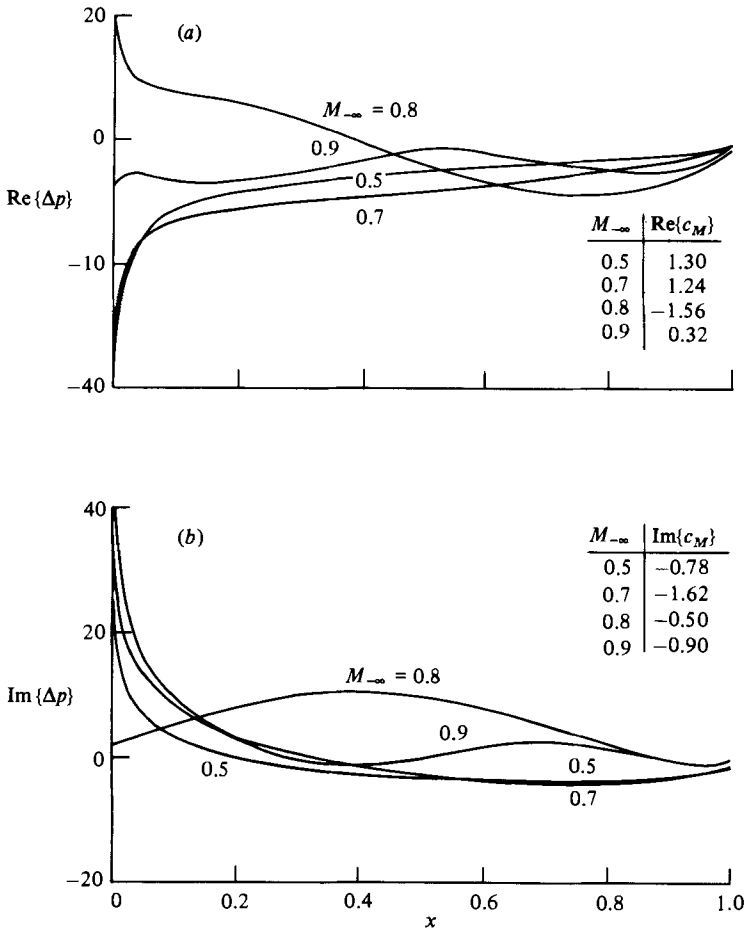 20
(a)
M₋∞ = 0.8
0
0.9
Re{Δp}
0.5
0.7
M₋∞ Re{c_M}
0.5 1.30
0.7 1.24
0.8 −1.56
0.9 0.32
−10
−40
40
(b)
M₋∞ Im{c_M}
0.5 −0.78
0.7 −1.62
0.8 −0.50
0.9 −0.90
20
M₋∞ = 0.8
Im{Δp}
0.9
0
0.5
0.5
0.7
−20
0 0.2 0.4 0.6 0.8 1.0
x